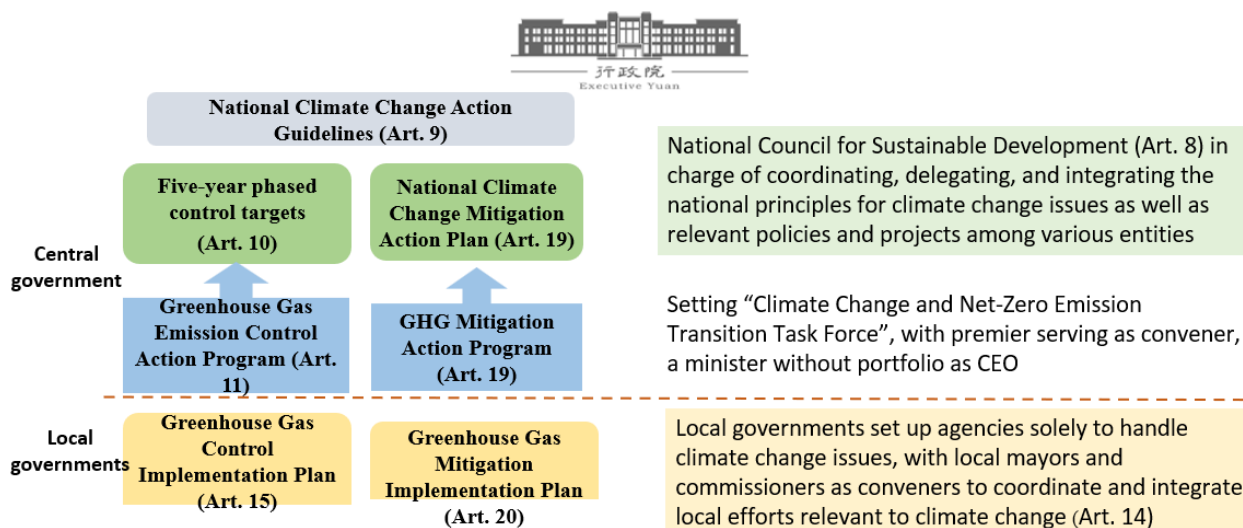 行政院
Executive Yuan
National Climate Change Action
Guidelines (Art. 9)
Five-year phased
control targets
(Art. 10)
National Climate
Change Mitigation
Action Plan (Art. 19)
Central
government
Greenhouse Gas
Emission Control
Action Program (Art.
11)
GHG Mitigation
Action Program
(Art. 19)
National Council for Sustainable Development (Art. 8) in
charge of coordinating, delegating, and integrating the
national principles for climate change issues as well as
relevant policies and projects among various entities
Setting “Climate Change and Net-Zero Emission
Transition Task Force”, with premier serving as convener,
a minister without portfolio as CEO
Local
governments
Greenhouse Gas
Control
Implementation Plan
(Art. 15)
Greenhouse Gas
Mitigation
Implementation Plan
(Art. 20)
Local governments set up agencies solely to handle
climate change issues, with local mayors and
commissioners as conveners to coordinate and integrate
local efforts relevant to climate change (Art. 14)